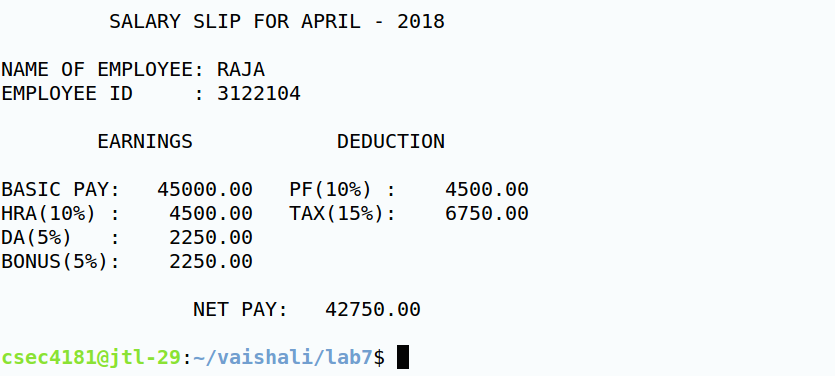 SALARY SLIP FOR APRIL - 2018
NAME OF EMPLOYEE: RAJA
EMPLOYEE ID     : 3122104
EARNINGS            DEDUCTION
BASIC PAY:   45000.00   PF(10%) :    4500.00
HRA(10%) :    4500.00   TAX(15%):    6750.00
DA(5%)   :    2250.00
BONUS(5%):    2250.00
NET PAY:   42750.00
csec4181@jtl-29:~/vaishali/lab7$